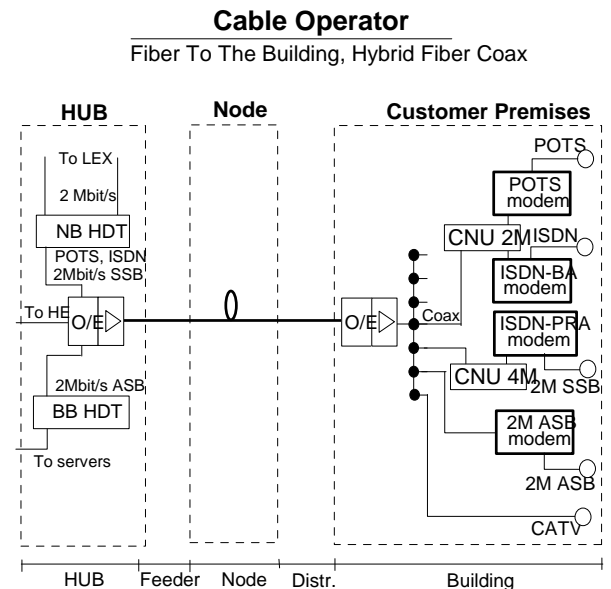 Cable Operator
Fiber To The Building, Hybrid Fiber Coax
HUB
Node
Customer Premises
To LEX
2 Mbit/s
NB HDT
POTS, ISDN
2Mbit/s SSB
To HE
O/E
2Mbit/s ASB
BB HDT
To servers
O/E
Coax
POTS
POTS
modem
CNU 2M
ISDN
ISDN-BA
modem
ISDN-PRA
modem
CNU 4M
2M SSB
2M ASB
modem
2M ASB
CATV
HUB
Feeder
Node
Distr.
Building